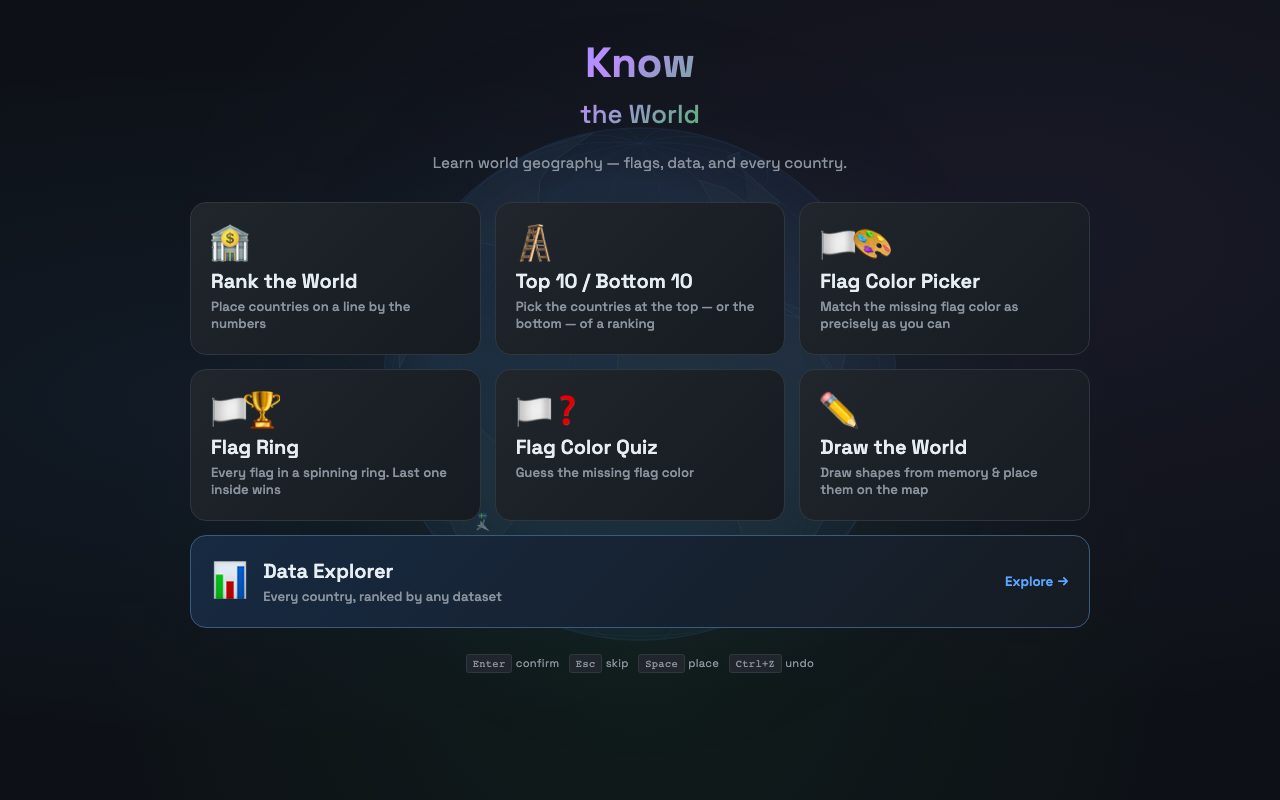 Know
the World
Learn world geography — flags, data, and every country.
Rank the World
Place countries on a line by the
numbers
Top 10 / Bottom 10
Pick the countries at the top — or the
bottom — of a ranking
Flag Color Picker
Match the missing flag color as
precisely as you can
Flag Ring
Every flag in a spinning ring. Last one
inside wins
Flag Color Quiz
Guess the missing flag color
Draw the World
Draw shapes from memory & place
them on the map
Data Explorer
Every country, ranked by any dataset
Explore →
Enter confirm Esc skip Space place Ctrl+Z undo